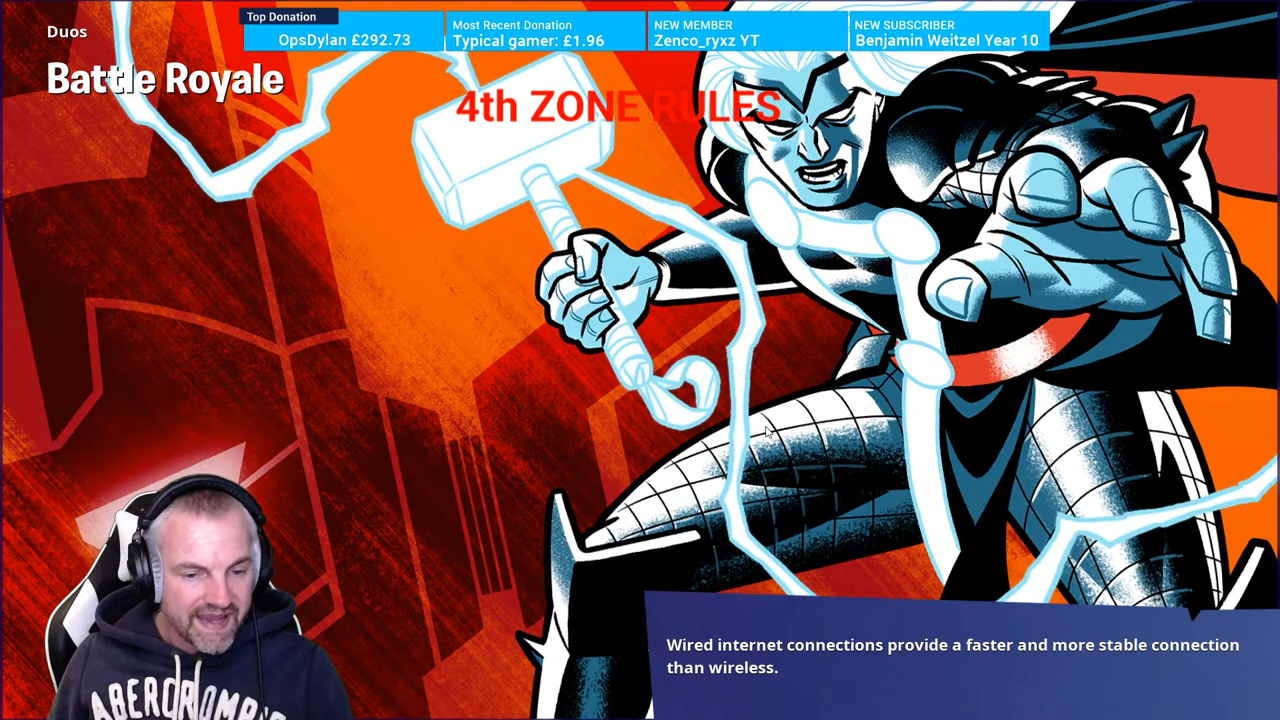 Top Donation
OpsDylan £292.73
Most Recent Donation
Typical gamer: £1.96
NEW MEMBER
Zenco_ryxz YT
NEW SUBSCRIBER
Benjamin Weitzel Year 10
Duos
Battle Royale
4th ZONE RULES
Wired internet connections provide a faster and more stable connection
than wireless.